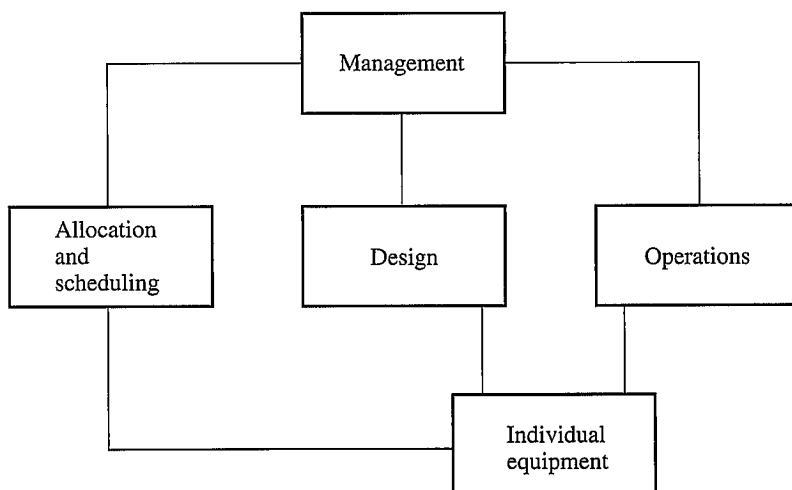 Management
Allocation
and
scheduling
Design
Operations
Individual
equipment